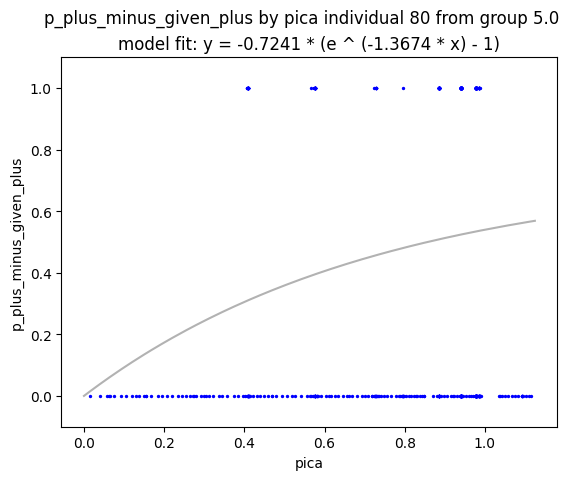 p_plus_minus_given_plus by pica individual 80 from group 5.0
model fit: y = -0.7241 * (e ^ (-1.3674 * x) - 1)
p_plus_minus_given_plus
1.0
0.8
0.6
0.4
0.2
0.0
0.0 0.2 0.4 0.6 0.8 1.0
pica